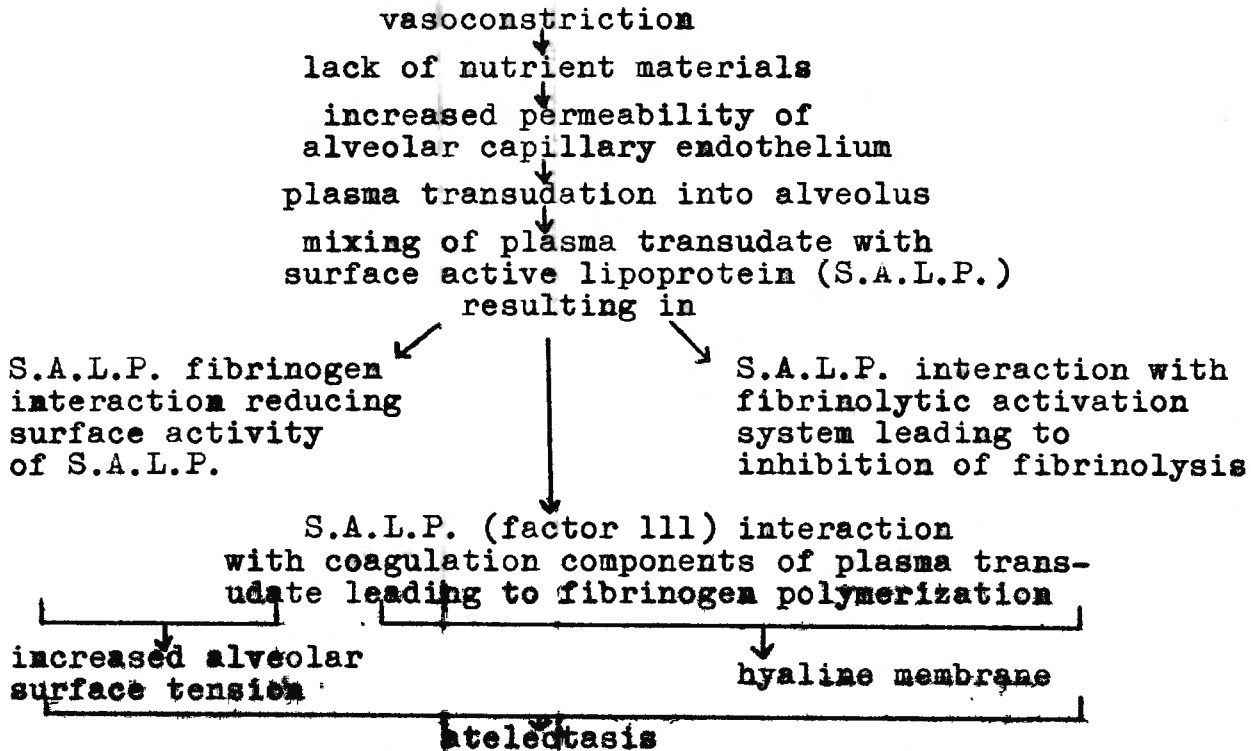 vasoconstriction
lack of nutrient materials
increased permeability of
alveolar capillary endothelium
plasma transudation into alveolus
mixing of plasma transudate with
surface active lipoprotein (S.A.L.P.)
resulting in
S.A.L.P. fibrinogen
interaction reducing
surface activity
of S.A.L.P.
S.A.L.P. interaction with
fibrinolytic activation
system leading to
inhibition of fibrinolysis
S.A.L.P. (factor 111) interaction
with coagulation components of plasma trans-
udate leading to fibrinogen polymerization
increased alveolar
surface tension
hyaline membrane
atelectasis